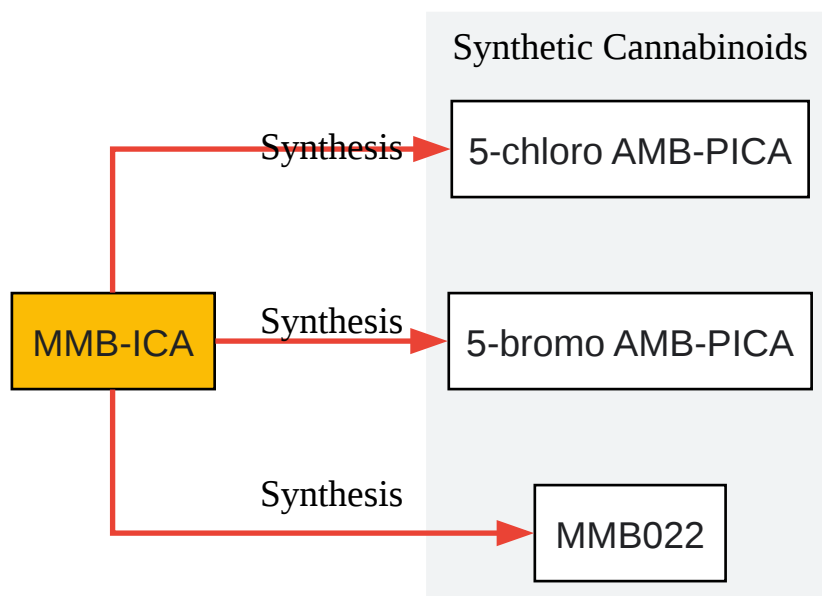 Synthetic Cannabinoids
Synthesis
5-chloro AMB-PICA
MMB-ICA
Synthesis
5-bromo AMB-PICA
Synthesis
MMB022